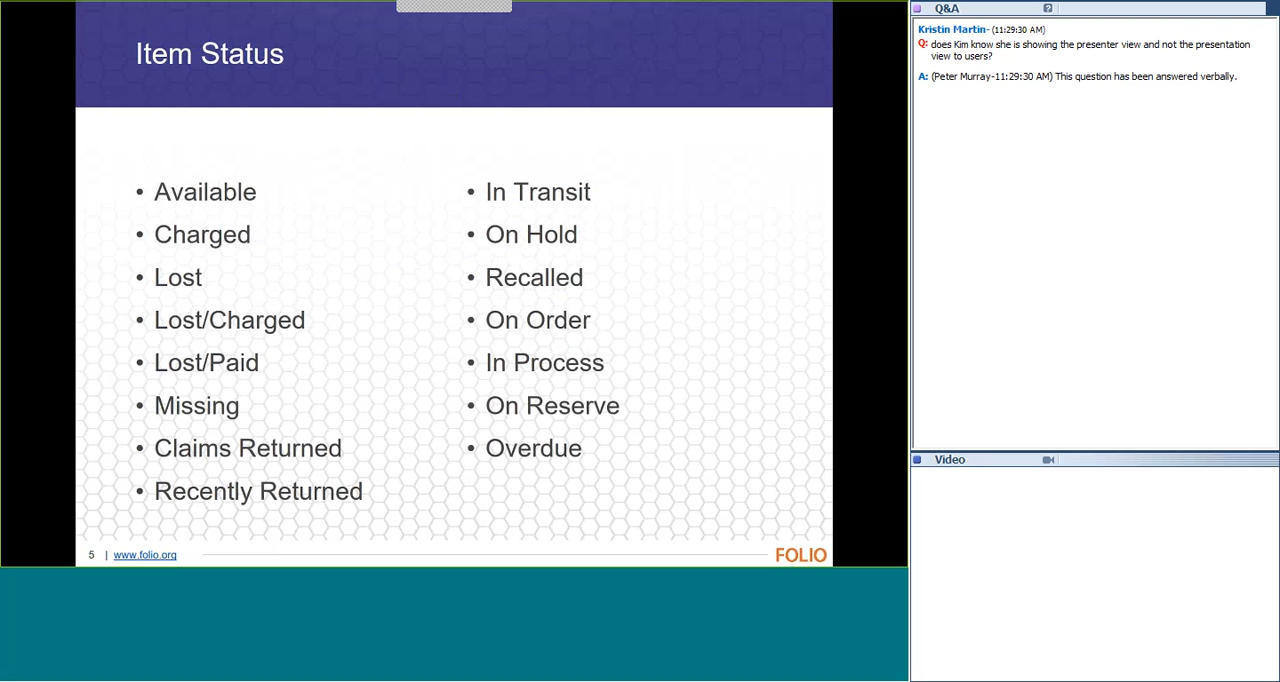 Item Status
• Available
• Charged
• Lost
• Lost/Charged
• Lost/Paid
• Missing
• Claims Returned
• Recently Returned
• In Transit
• On Hold
• Recalled
• On Order
• In Process
• On Reserve
• Overdue
5 | www.folio.org
FOLIO
Q&A
?
Kristin Martin- (11:29:30 AM)
Q: does Kim know she is showing the presenter view and not the presentation
view to users?
A: (Peter Murray-11:29:30 AM) This question has been answered verbally.
Video